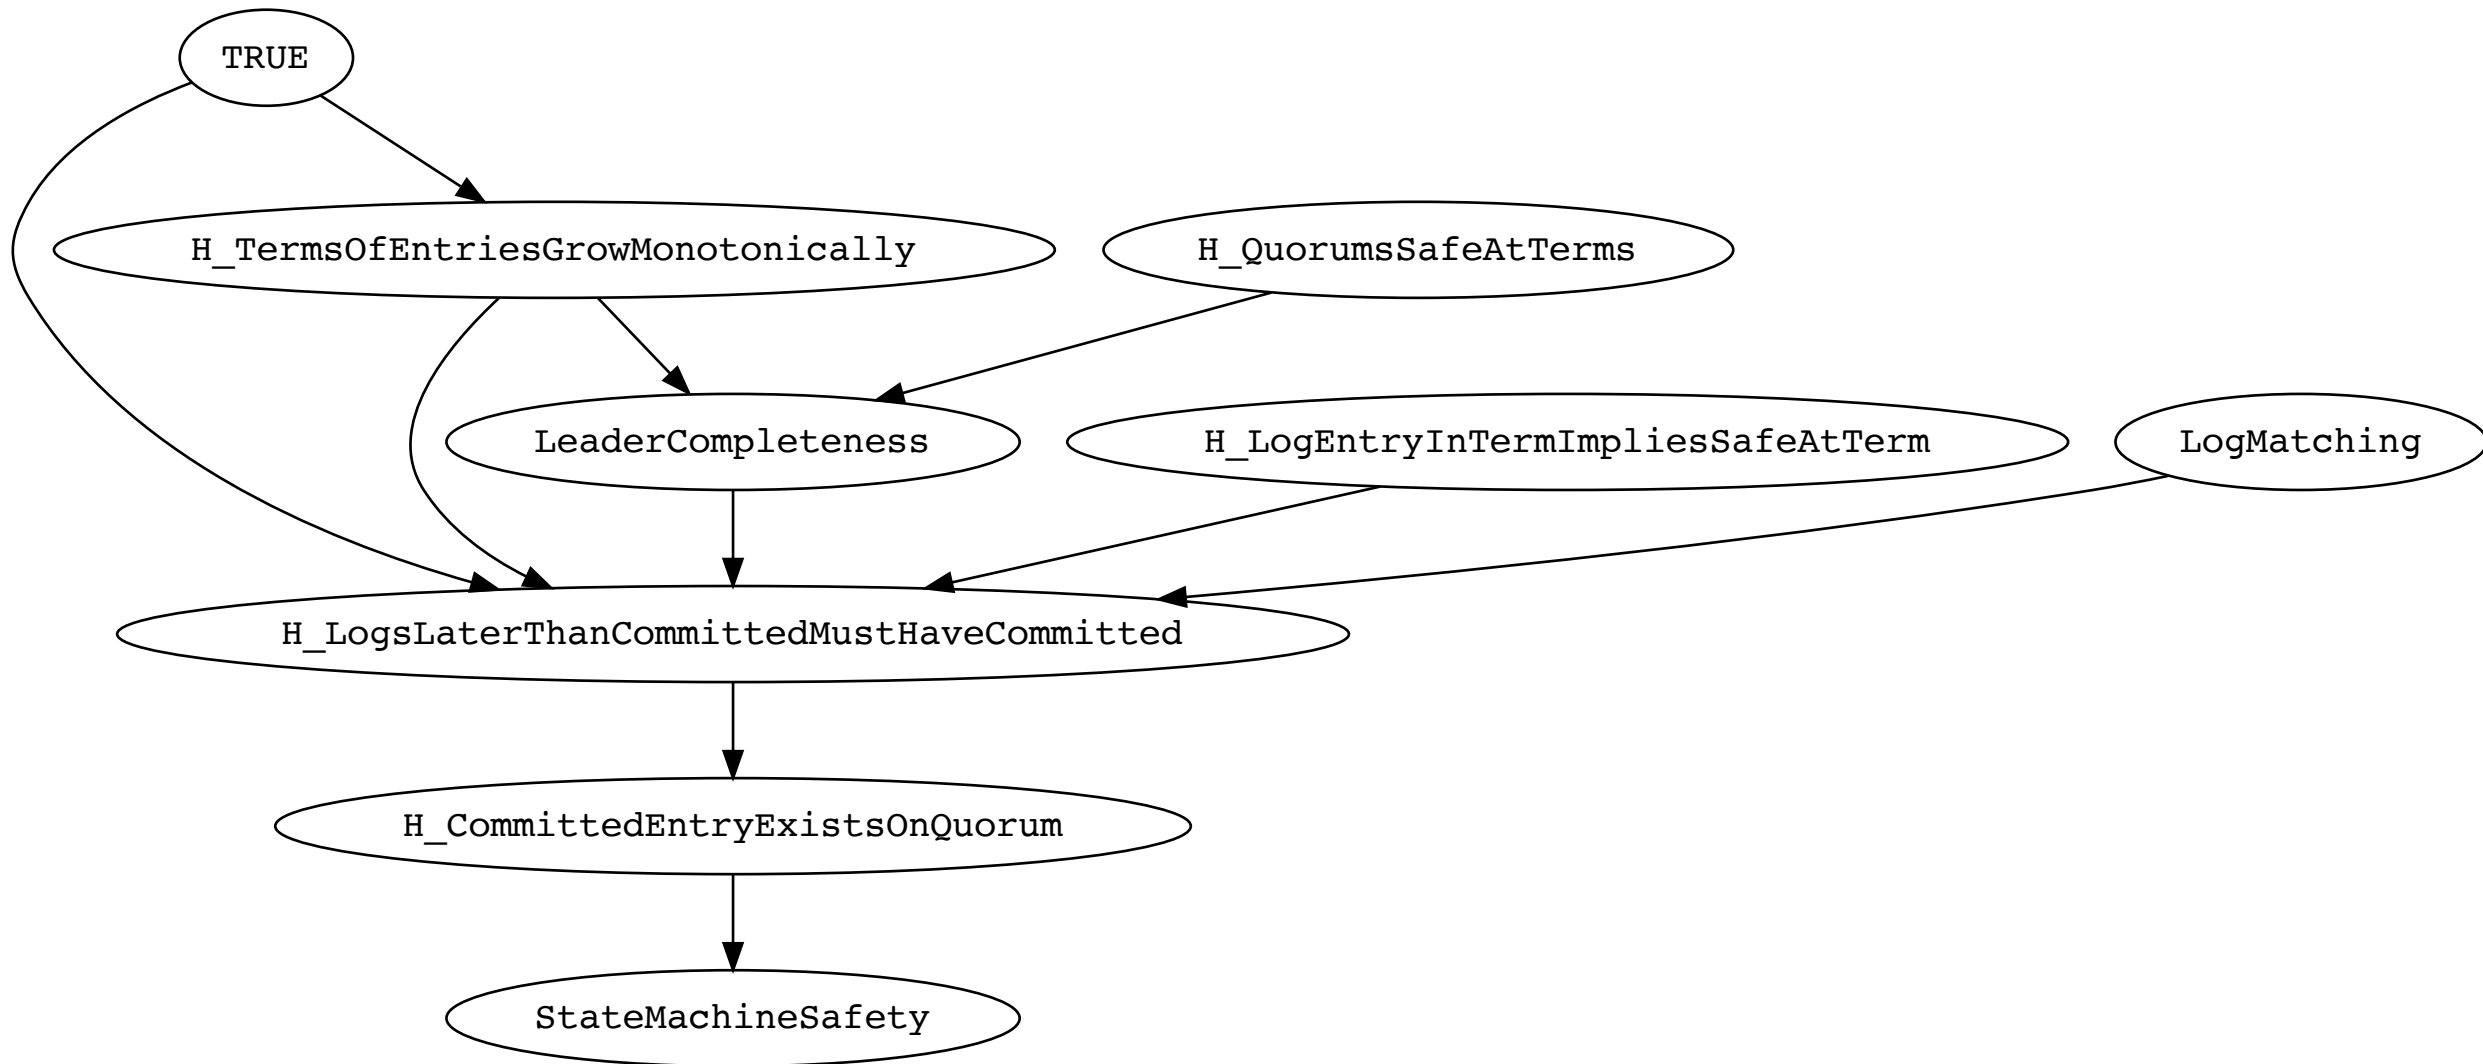 TRUE
H_TermsOfEntriesGrowMonotonically
H_QuorumsSafeAtTerms
LeaderCompleteness
H_LogEntryInTermImpliesSafeAtTerm
LogMatching
H_LogsLaterThanCommittedMustHaveCommitted
H_CommittedEntryExistsOnQuorum
StateMachineSafety